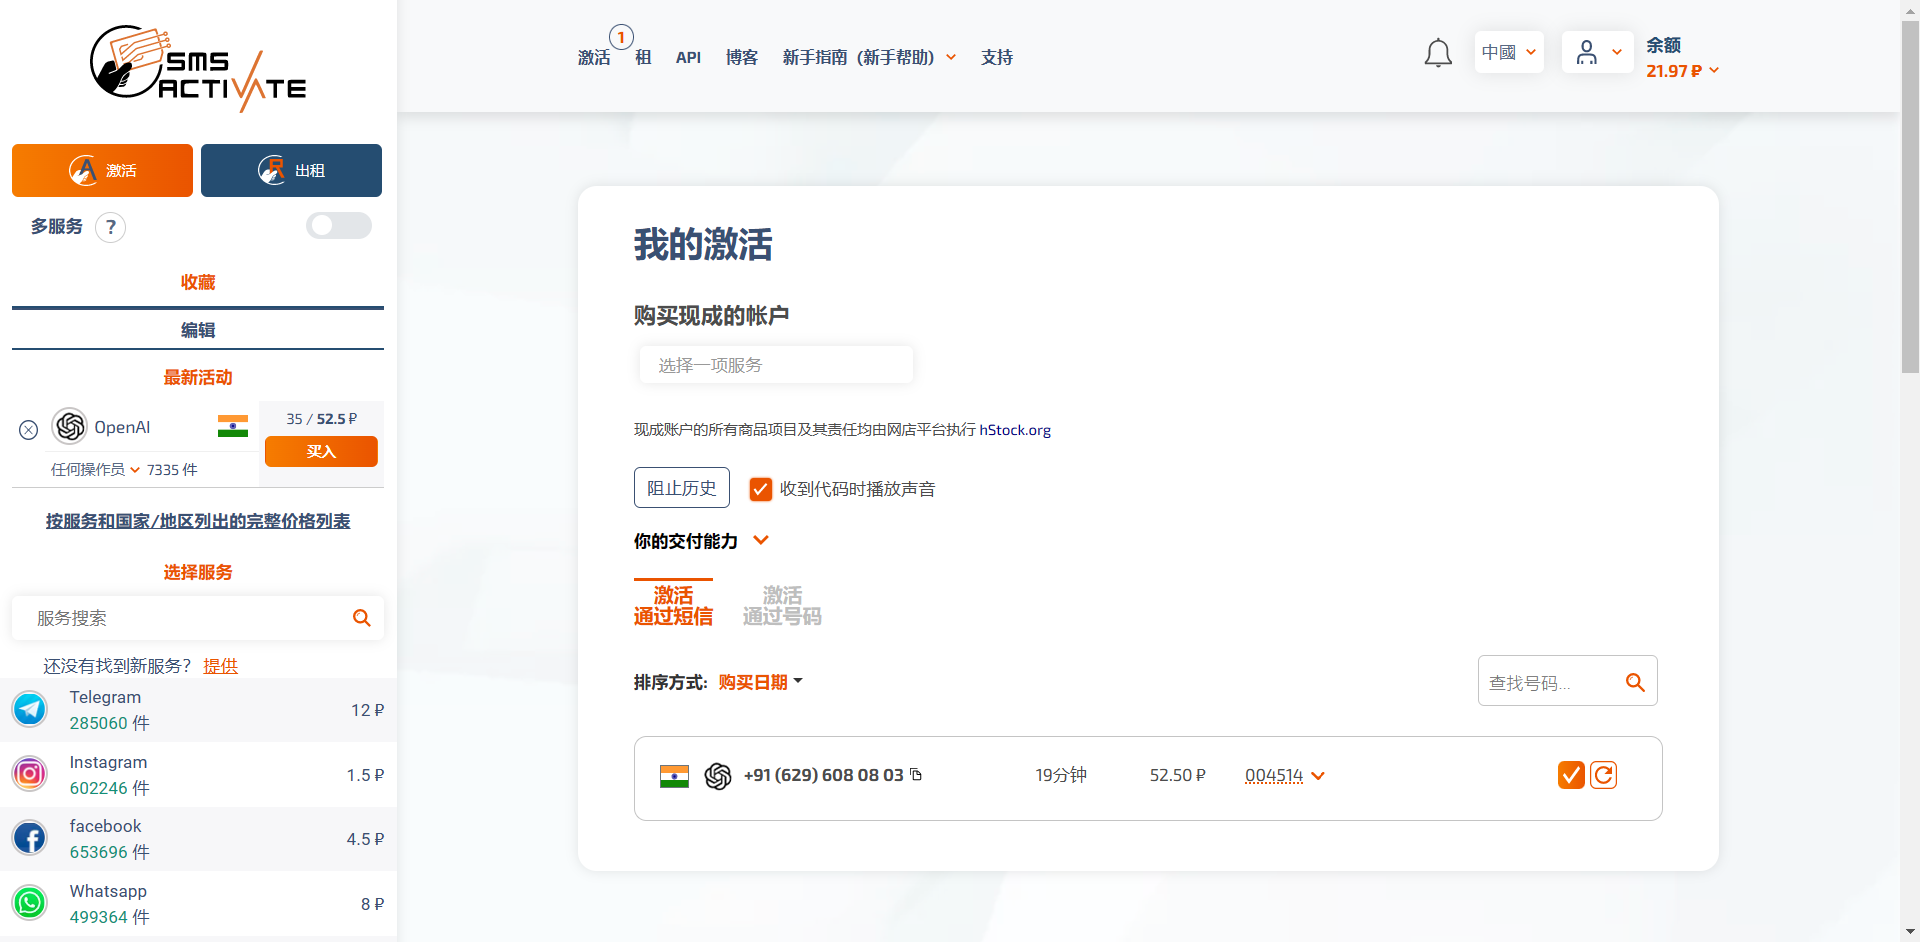 SMS
ACTIVATE
激活
出租
多服务 ?
收藏
编辑
最新活动
OpenAI
35 / 52.5 ₽
买入
任何操作员 7335 件
按服务和国家/地区列出的完整价格列表
选择服务
服务搜索
还没有找到新服务? 提供
Telegram
285060 件
12 ₽
Instagram
602246 件
1.5 ₽
facebook
653696 件
4.5 ₽
Whatsapp
499364 件
8 ₽
激活 1 租 API 博客 新手指南 (新手帮助) 支持
中國
余额
21.97 ₽
我的激活
购买现成的帐户
选择一项服务
现成账户的所有商品项目及其责任均由网店平台执行 hStock.org
阻止历史 收到代码时播放声音
你的交付能力
激活
通过短信
激活
通过号码
排序方式: 购买日期
查找号码...
+91 (629) 608 08 03 19分钟 52.50 ₽ 004514